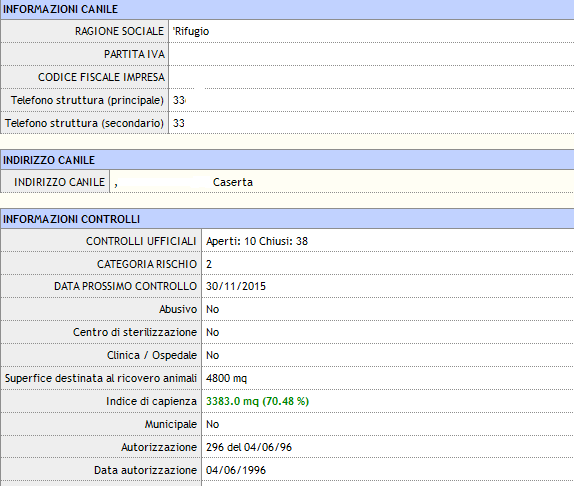 INFORMAZIONI CANILE
RAGIONE SOCIALE 'Rifugio
PARTITA IVA
CODICE FISCALE IMPRESA
Telefono struttura (principale) 33
Telefono struttura (secondario) 33
INDIRIZZO CANILE
INDIRIZZO CANILE , Caserta
INFORMAZIONI CONTROLLI
CONTROLLI UFFICIALI Aperti: 10 Chiusi: 38
CATEGORIA RISCHIO 2
DATA PROSSIMO CONTROLLO 30/11/2015
Abusivo No
Centro di sterilizzazione No
Clinica / Ospedale No
Superfice destinata al ricovero animali 4800 mq
Indice di capienza 3383.0 mq (70.48 %)
Municipale No
Autorizzazione 296 del 04/06/96
Data autorizzazione 04/06/1996